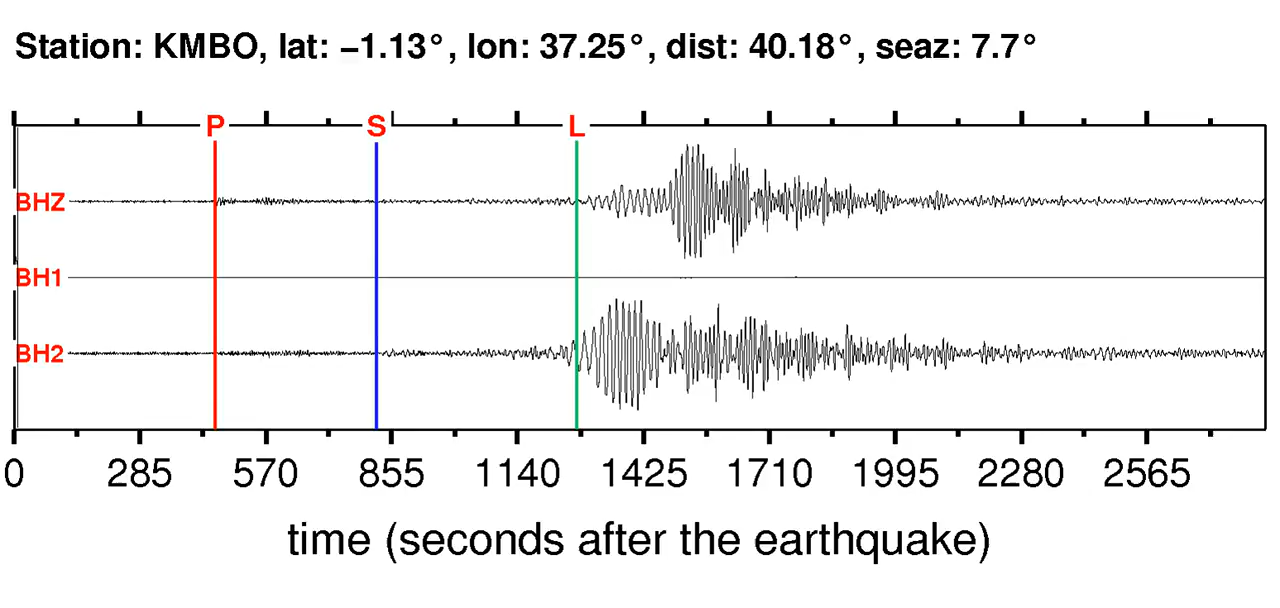 Station: KMBO, lat: −1.13°, lon: 37.25°, dist: 40.18°, seaz: 7.7°
P S L
BHZ
BH1
BH2
0 285 570 855 1140 1425 1710 1995 2280 2565
time (seconds after the earthquake)